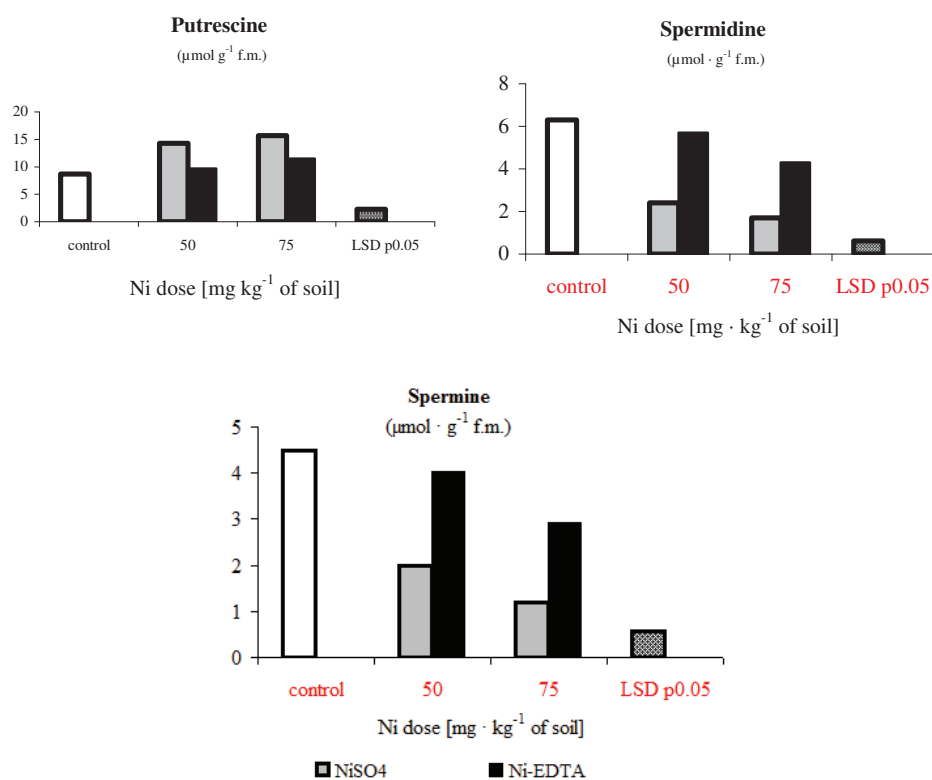 Putrescine
(µmol g⁻¹ f.m.)
20
15
10
5
0
control 50 75 LSD p0.05
Ni dose [mg kg⁻¹ of soil]
Spermidine
(µmol · g⁻¹ f.m.)
8
6
4
2
0
control 50 75 LSD p0.05
Ni dose [mg · kg⁻¹ of soil]
Spermine
(µmol · g⁻¹ f.m.)
5
4
3
2
1
0
control 50 75 LSD p0.05
Ni dose [mg · kg⁻¹ of soil]
NiSO4 Ni-EDTA